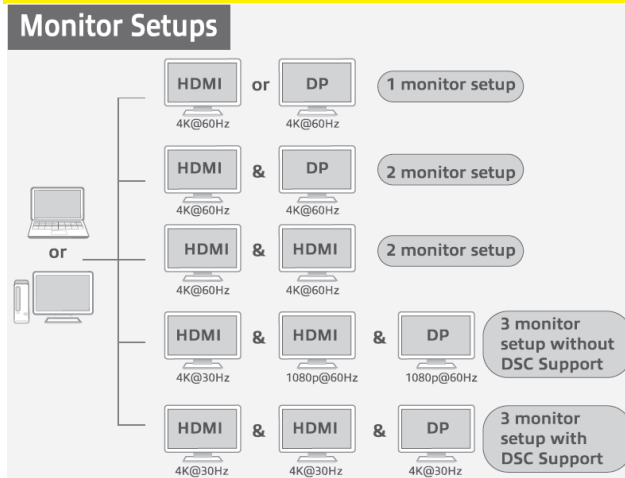 Monitor Setups
HDMI or DP 1 monitor setup
4K@60Hz 4K@60Hz
HDMI & DP 2 monitor setup
4K@60Hz 4K@60Hz
or
HDMI & HDMI 2 monitor setup
4K@60Hz 4K@60Hz
HDMI & HDMI & DP
4K@30Hz 1080p@60Hz 1080p@60Hz
3 monitor
setup without
DSC Support
HDMI & HDMI & DP
4K@30Hz 4K@30Hz 4K@30Hz
3 monitor
setup with
DSC Support